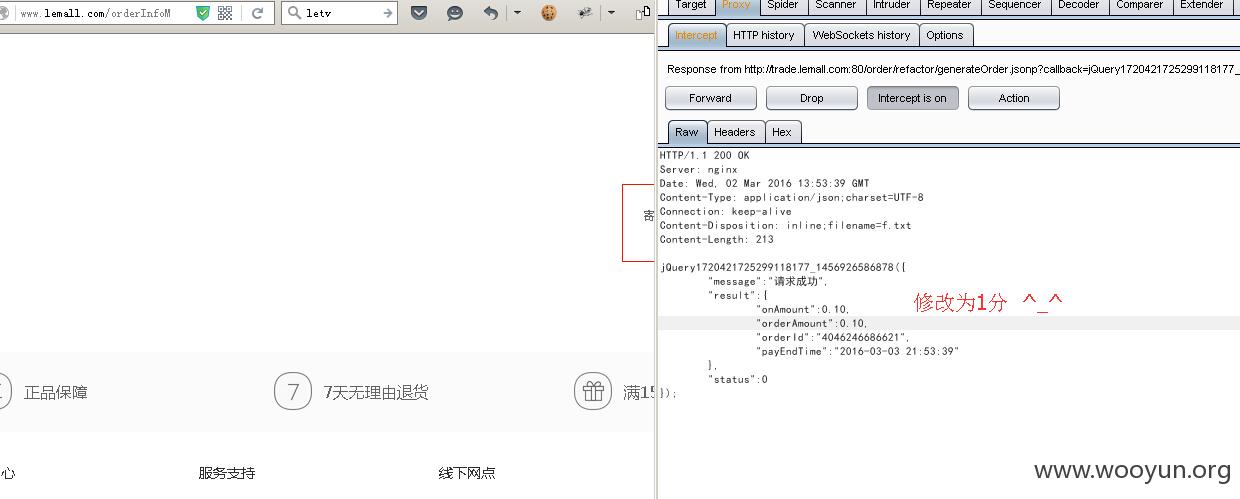 www.lemall.com/orderInfoM
letv
正品保障
7
7天无理由退货
满15
心
服务支持
线下网点
Target Proxy Spider Scanner Intruder Repeater Sequencer Decoder Comparer Extender
Intercept HTTP history WebSockets history Options
Response from http://trade.lemall.com:80/order/refactor/generateOrder.jsonp?callback=jQuery1720421725299118177_
Forward Drop Intercept is on Action
Raw Headers Hex
HTTP/1.1 200 OK
Server: nginx
Date: Wed, 02 Mar 2016 13:53:39 GMT
Content-Type: application/json;charset=UTF-8
Connection: keep-alive
Content-Disposition: inline;filename=f.txt
Content-Length: 213
jQuery1720421725299118177_1456926586878({
"message":"请求成功",
"result":{
"onAmount":0.10,
"orderAmount":0.10,
"orderId":"4046246686621",
"payEndTime":"2016-03-03 21:53:39"
},
"status":0
});
修改为1分 ^_^
www.wooyun.org